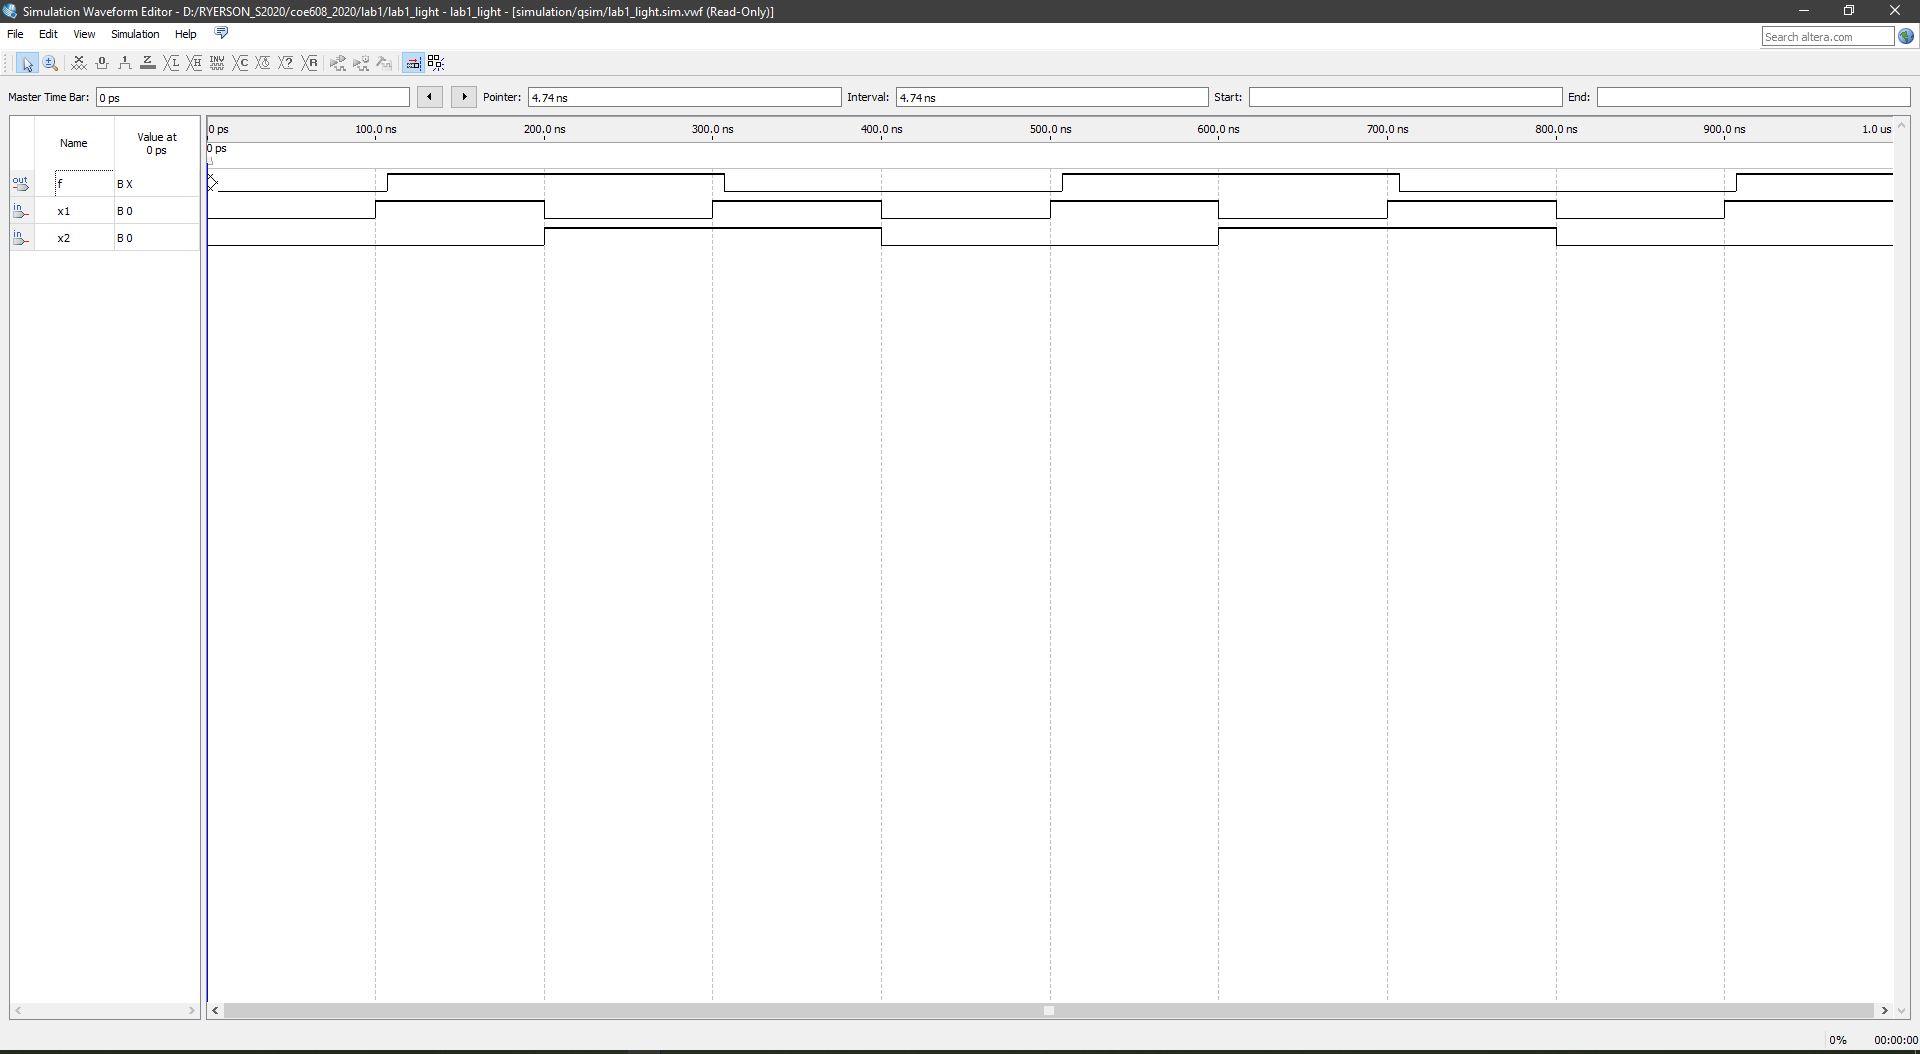 Simulation Waveform Editor - D:/RYERSON_S2020/coe608_2020/lab1/lab1_light - lab1_light - [simulation/qsim/lab1_light.sim.vwf (Read-Only)]
File Edit View Simulation Help
Search altera.com
Master Time Bar: 0 ps Pointer: 4.74 ns Interval: 4.74 ns Start: End:
Name Value at 0 ps
0 ps 100.0 ns 200.0 ns 300.0 ns 400.0 ns 500.0 ns 600.0 ns 700.0 ns 800.0 ns 900.0 ns 1.0 us
0 ps
out f B X
in x1 B 0
in x2 B 0
0% 00:00:00